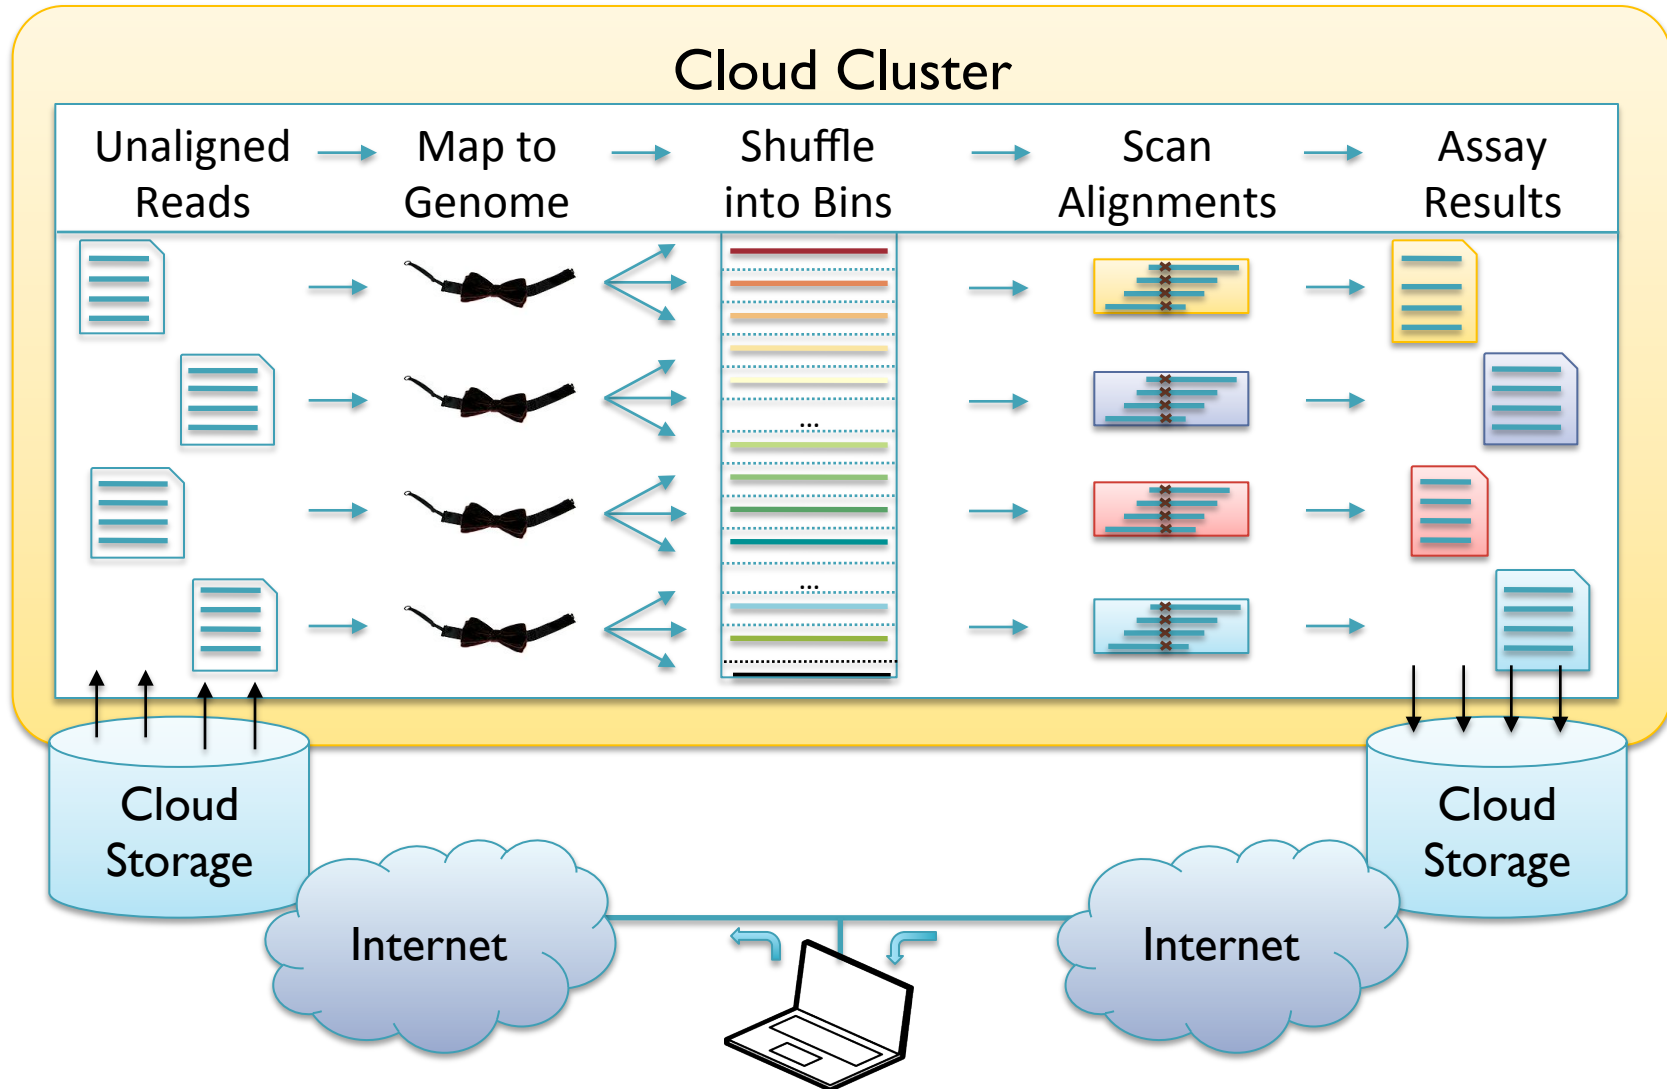 Cloud Cluster
Unaligned
Reads
Map to
Genome
Shuffle
into Bins
Scan
Alignments
Assay
Results
...
...
Cloud
Storage
Cloud
Storage
Internet
Internet